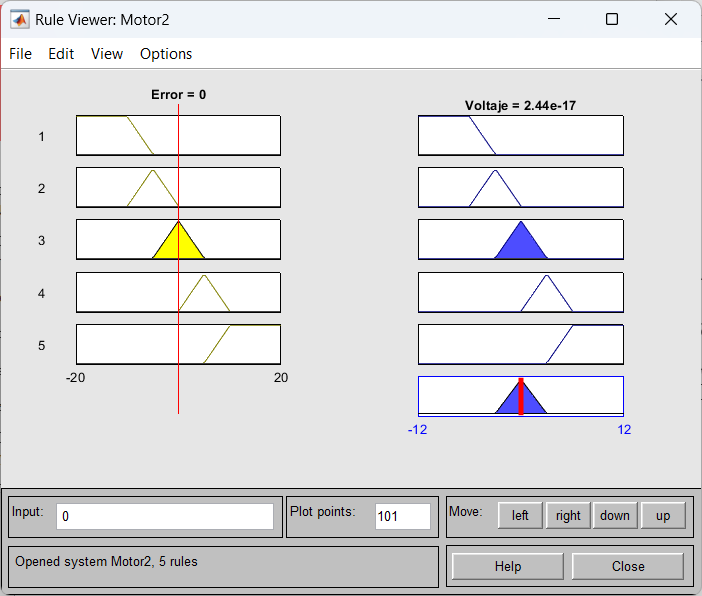 Rule Viewer: Motor2
File Edit View Options
Error = 0
Voltaje = 2.44e-17
1
2
3
4
5
-20 20
-12 12
Input: 0
Plot points: 101
Move: left right down up
Opened system Motor2, 5 rules
Help Close